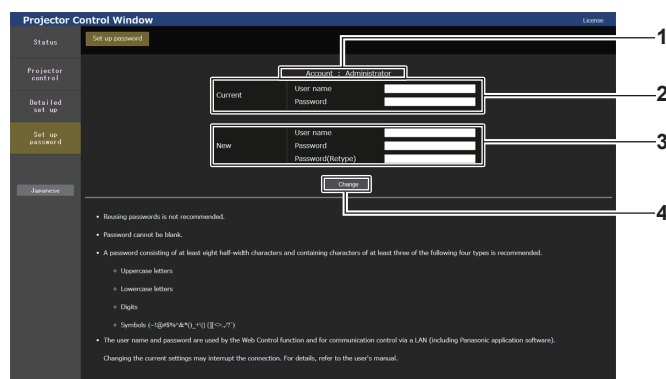 Projector Control Window
License
Status
Set up password
1
Projector
control
Account : Administrator
Current
User name
Password
2
Detailed
set up
Set up
password
New
User name
Password
Password(Retype)
3
Change
Japanese
4
• Reusing passwords is not recommended.
• Password cannot be blank.
• A password consisting of at least eight half-width characters and containing characters of at least three of the following four types is recommended.
Uppercase letters
Lowercase letters
Digits
Symbols (~!@#$%^&*()_+\|}{][<>.,/?`)
• The user name and password are used by the Web Control function and for communication control via a LAN (including Panasonic application software).
Changing the current settings may interrupt the connection. For details, refer to the user's manual.